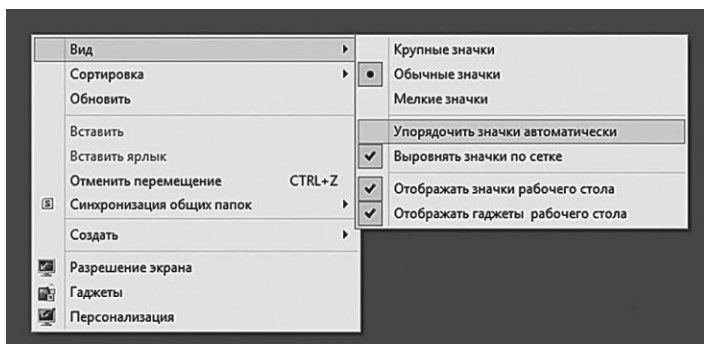 Вид
Сортировка
Обновить
Вставить
Вставить ярлык
Отменить перемещение CTRL+Z
S
Синхронизация общих папок
Создать
Разрешение экрана
Гаджеты
Персонализация
Крупные значки
Обычные значки
Мелкие значки
Упорядочить значки автоматически
Выровнять значки по сетке
Отображать значки рабочего стола
Отображать гаджеты рабочего стола